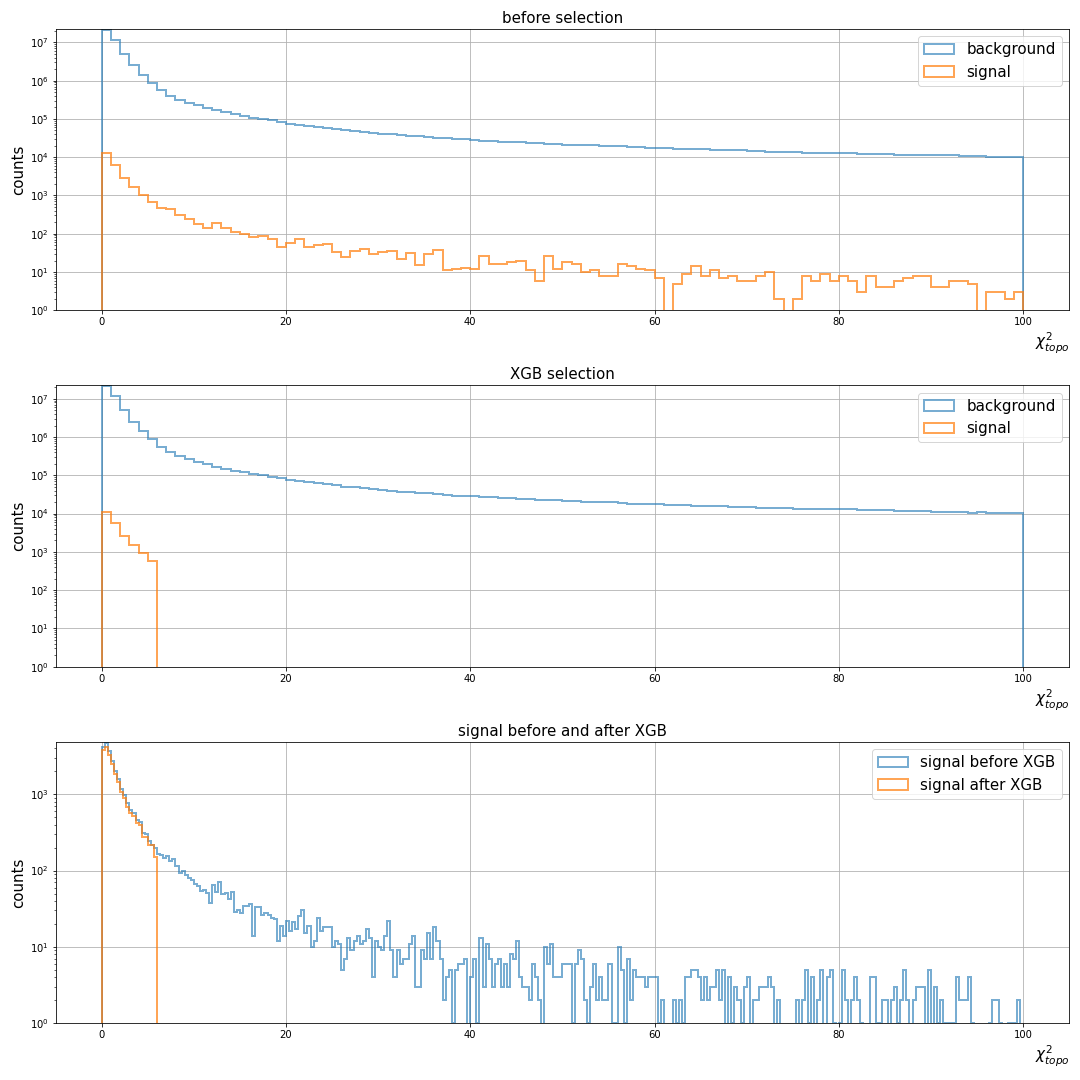 before selection
background
signal
counts
10⁷
10⁶
10⁵
10⁴
10³
10²
10¹
10⁰
0 20 40 60 80 100
χ²_topo
XGB selection
background
signal
counts
10⁷
10⁶
10⁵
10⁴
10³
10²
10¹
10⁰
0 20 40 60 80 100
χ²_topo
signal before and after XGB
signal before XGB
signal after XGB
counts
10³
10²
10¹
10⁰
0 20 40 60 80 100
χ²_topo